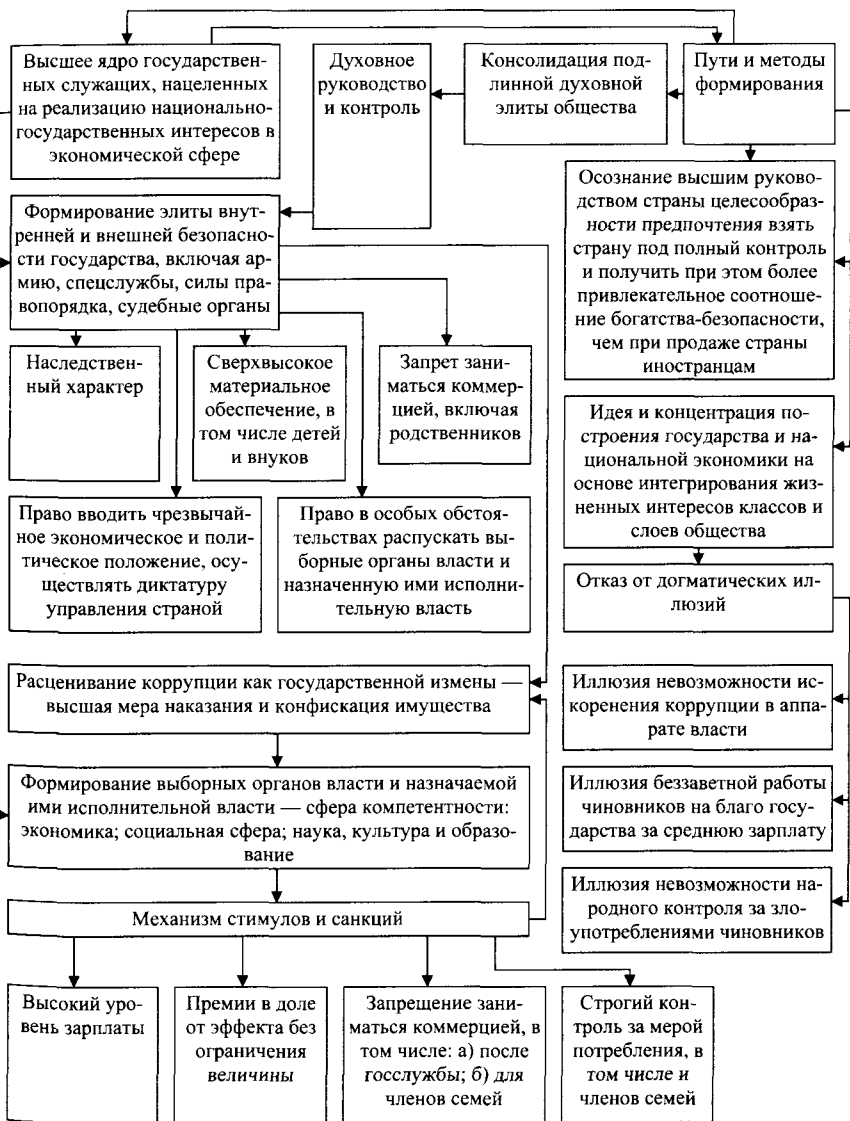 Высшее ядро государствен-
ных служащих, нацеленных
на реализацию национально-
государственных интересов в
экономической сфере
Духовное
руководство
и контроль
Консолидация под-
линной духовной
элиты общества
Пути и методы
формирования
Формирование элиты внут-
ренней и внешней безопасно-
сти государства, включая ар-
мию, спецслужбы, силы пра-
вопорядка, судебные органы
Осознание высшим руково-
дством страны целесообраз-
ности предпочтения взять
страну под полный контроль
и получить при этом более
привлекательное соотноше-
ние богатства-безопасности,
чем при продаже страны
иностранцам
Наследствен-
ный характер
Сверхвысокое
материальное
обеспечение, в
том числе детей
и внуков
Запрет зани-
маться коммер-
цией, включая
родственников
Идея и концентрация по-
строения государства и на-
циональной экономики на
основе интегрирования жиз-
ненных интересов классов и
слоев общества
Право вводить чрезвычай-
ное экономическое и поли-
тическое положение, осу-
ществлять диктатуру
управления страной
Право в особых обстоя-
тельствах распускать вы-
борные органы власти и
назначенную ими исполни-
тельную власть
Отказ от догматических ил-
люзий
Расценивание коррупции как государственной измены —
высшая мера наказания и конфискация имущества
Иллюзия невозможности ис-
коренения коррупции в аппа-
рате власти
Формирование выборных органов власти и назначаемой
ими исполнительной власти — сфера компетентности:
экономика; социальная сфера; наука, культура и образо-
вание
Иллюзия беззаветной работы
чиновников на благо госу-
дарства за среднюю зарплату
Иллюзия невозможности на-
родного контроля за зло-
употреблениями чиновников
Механизм стимулов и санкций
Высокий уро-
вень зарплаты
Премии в доле
от эффекта без
ограничения
величины
Запрещение зани-
маться коммерцией, в
том числе: а) после
госслужбы; б) для
членов семей
Строгий кон-
троль за мерой
потребления, в
том числе и
членов семей